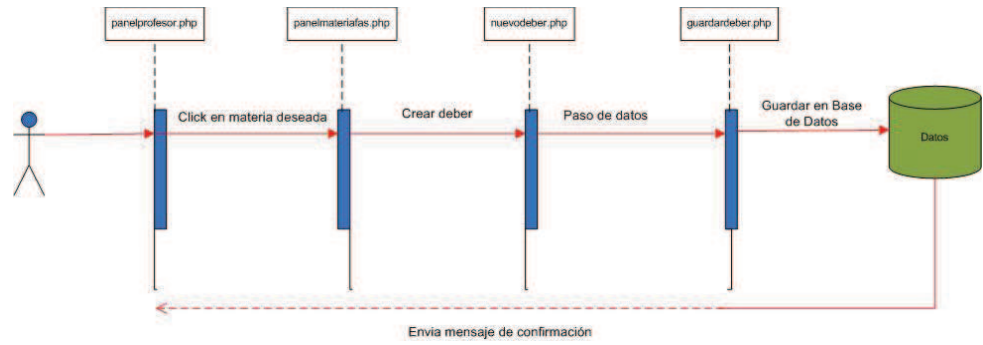 panelprofesor.php
panelmateriafas.php
nuevodeber.php
guardardeber.php
Click en materia deseada
Crear deber
Paso de datos
Guardar en Base
de Datos
Datos
Envia mensaje de confirmación